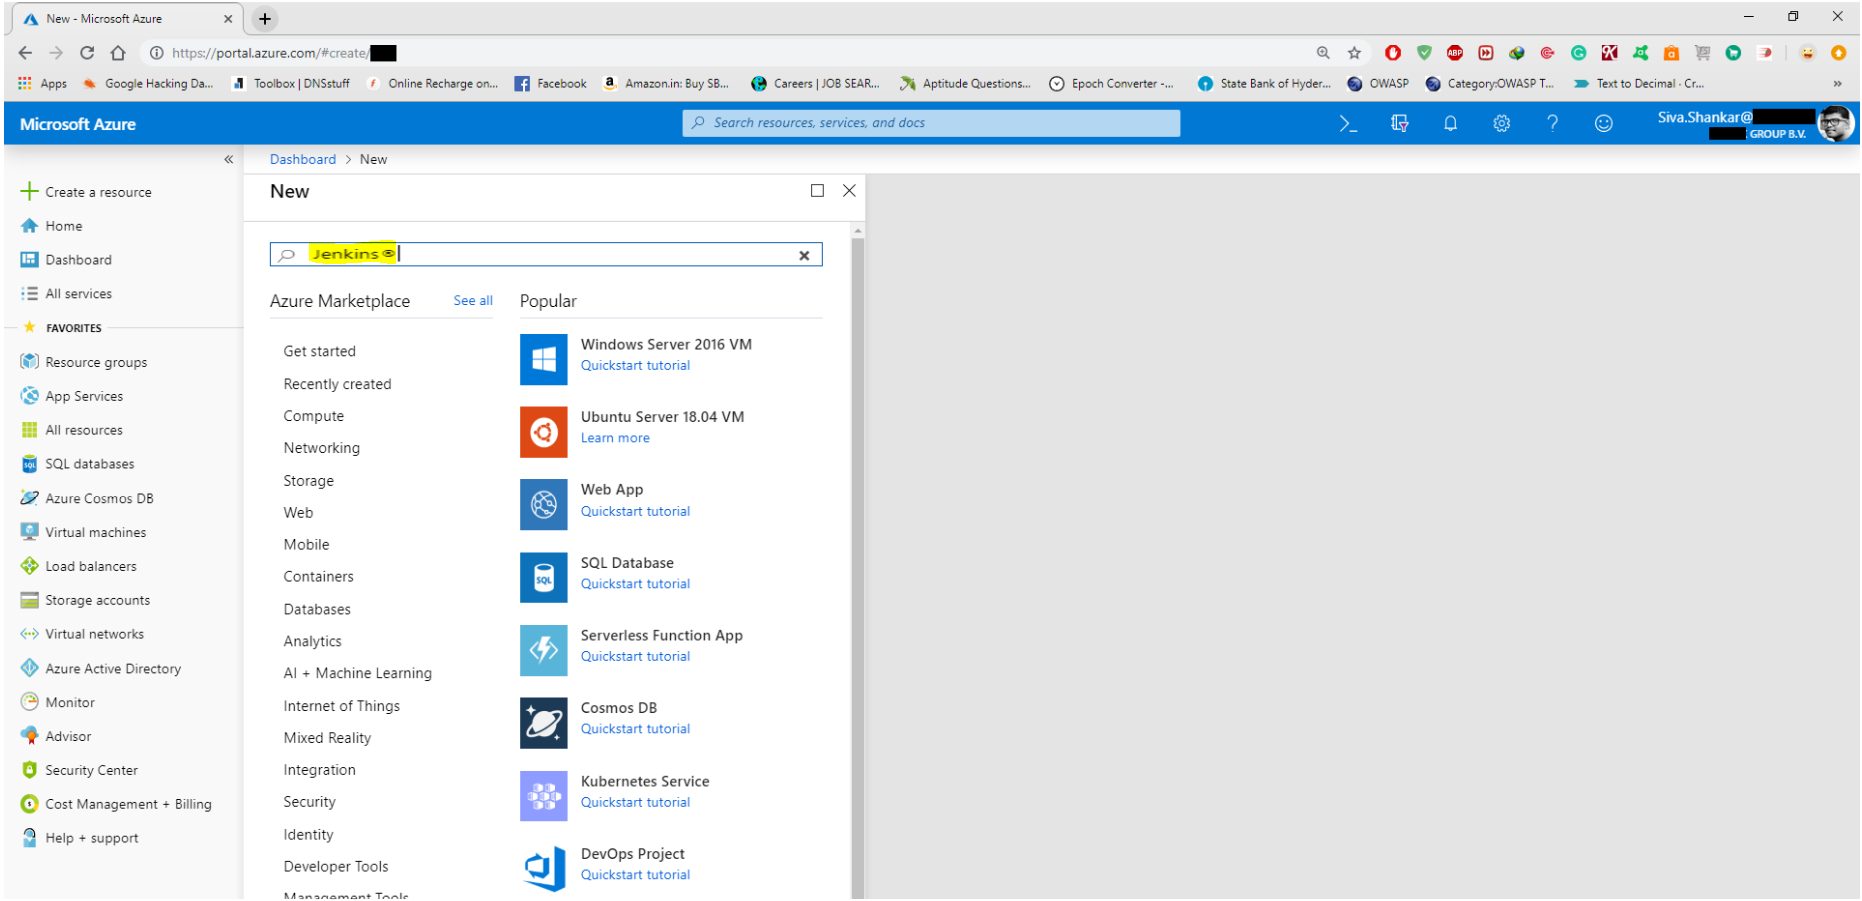 New - Microsoft Azure
https://portal.azure.com/#create/
Apps Google Hacking Da... Toolbox | DNSstuff Online Recharge on... Facebook Amazon.in: Buy SB... Careers | JOB SEAR... Aptitude Questions... Epoch Converter -... State Bank of Hyder... OWASP Category:OWASP T... Text to Decimal - Cr... »
Microsoft Azure
Search resources, services, and docs
Siva.Shankar@
GROUP B.V.
«
Dashboard > New
New
Create a resource
Home
Dashboard
All services
FAVORITES
Resource groups
App Services
All resources
SQL databases
Azure Cosmos DB
Virtual machines
Load balancers
Storage accounts
Virtual networks
Azure Active Directory
Monitor
Advisor
Security Center
Cost Management + Billing
Help + support
Jenkins
Azure Marketplace See all
Get started
Recently created
Compute
Networking
Storage
Web
Mobile
Containers
Databases
Analytics
AI + Machine Learning
Internet of Things
Mixed Reality
Integration
Security
Identity
Developer Tools
Management Tools
Popular
Windows Server 2016 VM
Quickstart tutorial
Ubuntu Server 18.04 VM
Learn more
Web App
Quickstart tutorial
SQL
SQL Database
Quickstart tutorial
Serverless Function App
Quickstart tutorial
Cosmos DB
Quickstart tutorial
Kubernetes Service
Quickstart tutorial
DevOps Project
Quickstart tutorial